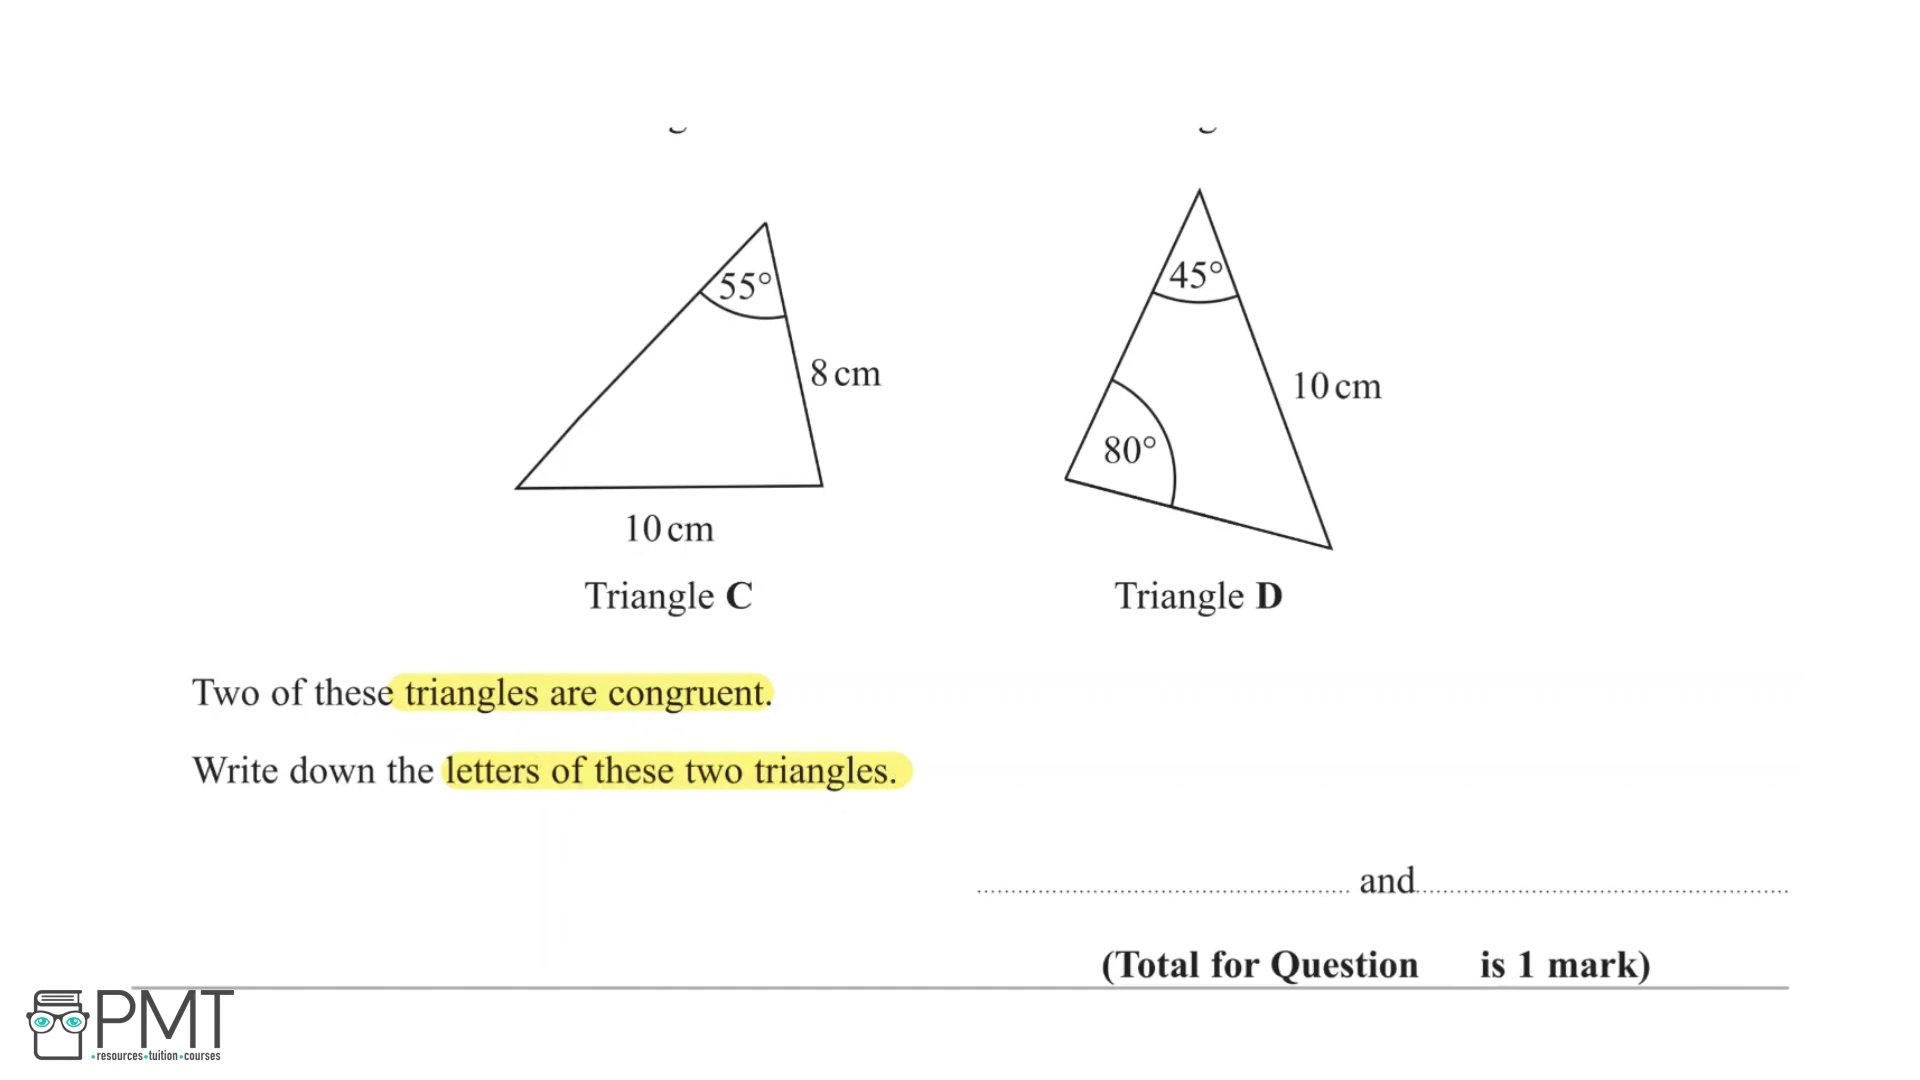 55°
45°
8 cm
10 cm
80°
10 cm
Triangle C
Triangle D
Two of these triangles are congruent.
Write down the letters of these two triangles.
and
(Total for Question is 1 mark)
PMT
•resources•tuition•courses